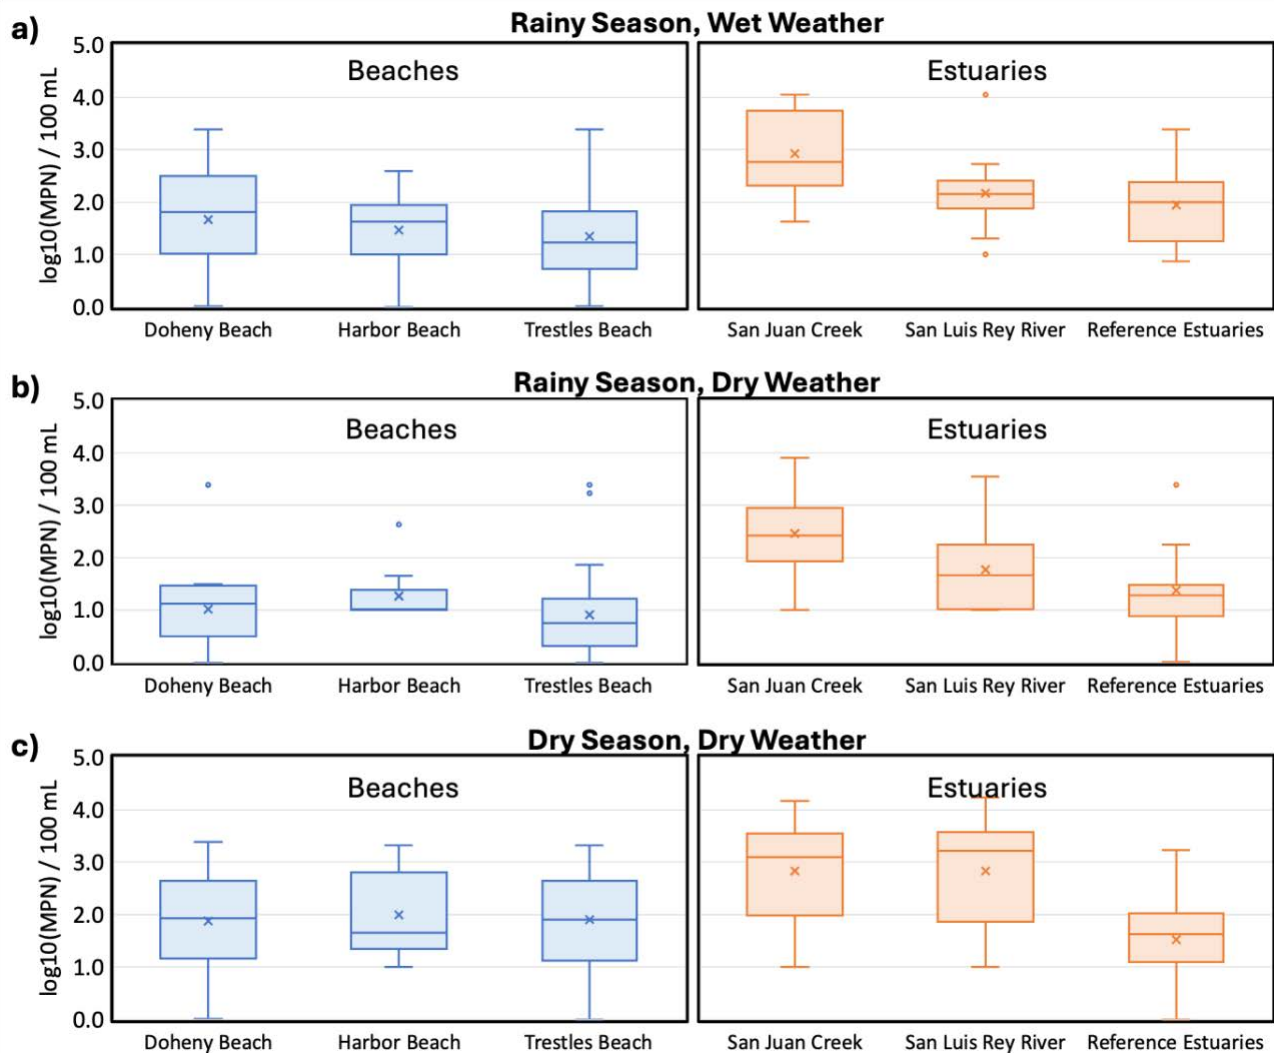 a)
Rainy Season, Wet Weather
log10(MPN) / 100 mL
5.0
4.0
3.0
2.0
1.0
0.0
Beaches
Estuaries
Doheny Beach
Harbor Beach
Trestles Beach
San Juan Creek
San Luis Rey River
Reference Estuaries
b)
Rainy Season, Dry Weather
log10(MPN) / 100 mL
5.0
4.0
3.0
2.0
1.0
0.0
Beaches
Estuaries
Doheny Beach
Harbor Beach
Trestles Beach
San Juan Creek
San Luis Rey River
Reference Estuaries
c)
Dry Season, Dry Weather
log10(MPN) / 100 mL
5.0
4.0
3.0
2.0
1.0
0.0
Beaches
Estuaries
Doheny Beach
Harbor Beach
Trestles Beach
San Juan Creek
San Luis Rey River
Reference Estuaries